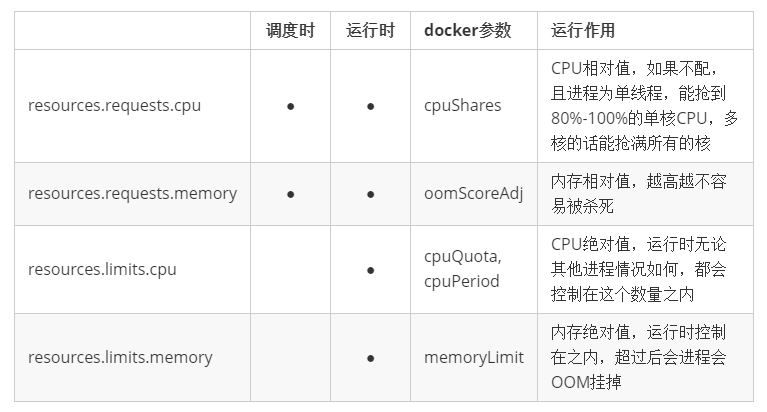 调度时 运行时 docker参数 运行作用
CPU相对值，如果不配，
且进程为单线程，能抢到
resources.requests.cpu ● ● cpuShares
80%-100%的单核CPU，多
核的话能抢满所有的核
内存相对值，越高越不容
resources.requests.memory ● ● oomScoreAdj
易被杀死
CPU绝对值，运行时无论
cpuQuota,
resources.limits.cpu ● 其他进程情况如何，都会
cpuPeriod
控制在这个数量之内
内存绝对值，运行时控制
resources.limits.memory ● memoryLimit 在之内，超过后会进程会
OOM挂掉